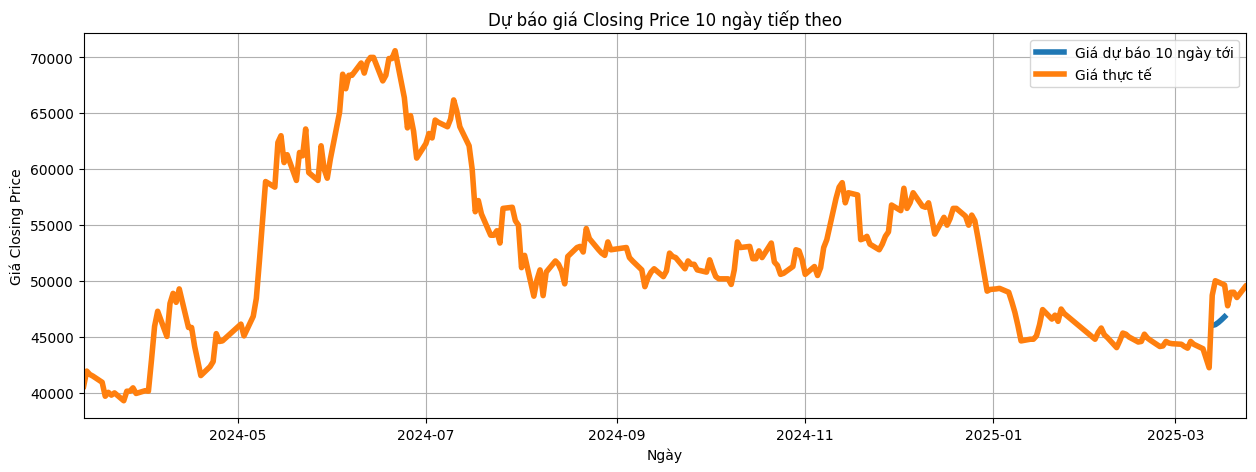 Dự báo giá Closing Price 10 ngày tiếp theo
Giá dự báo 10 ngày tới
Giá thực tế
Giá Closing Price
70000
65000
60000
55000
50000
45000
40000
2024-05
2024-07
2024-09
2024-11
2025-01
2025-03
Ngày